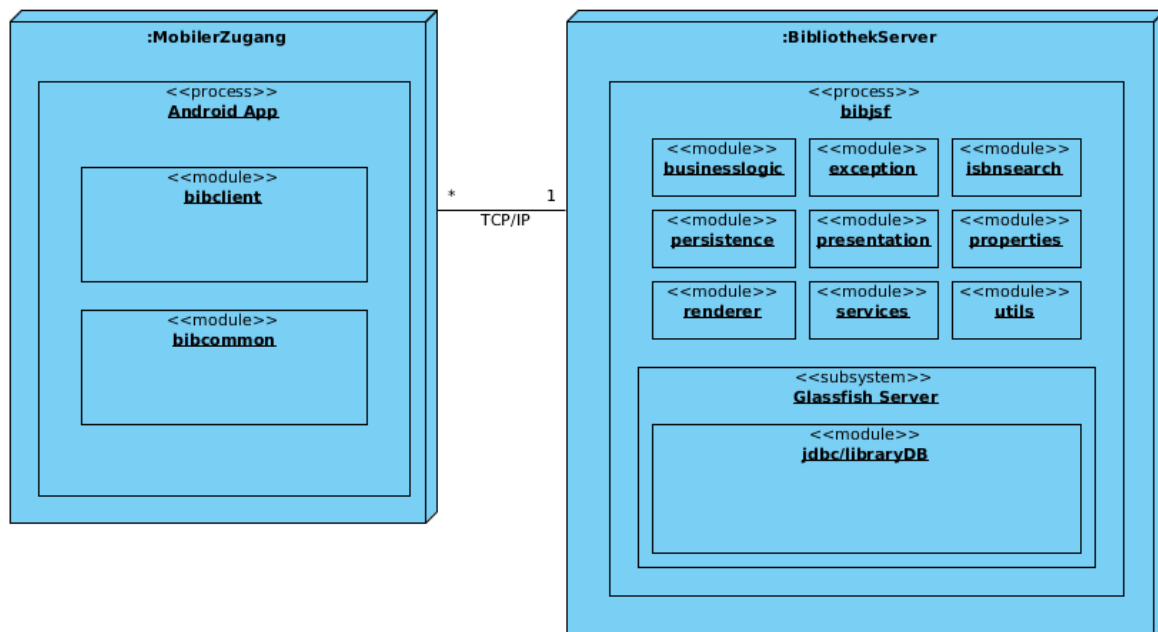 :MobilerZugang
<<process>>
Android App
<<module>>
bibclient
<<module>>
bibcommon
*
1
TCP/IP
:BibliothekServer
<<process>>
bibjsf
<<module>>
businesslogic
<<module>>
exception
<<module>>
isbnsearch
<<module>>
persistence
<<module>>
presentation
<<module>>
properties
<<module>>
renderer
<<module>>
services
<<module>>
utils
<<subsystem>>
Glassfish Server
<<module>>
jdbc/libraryDB